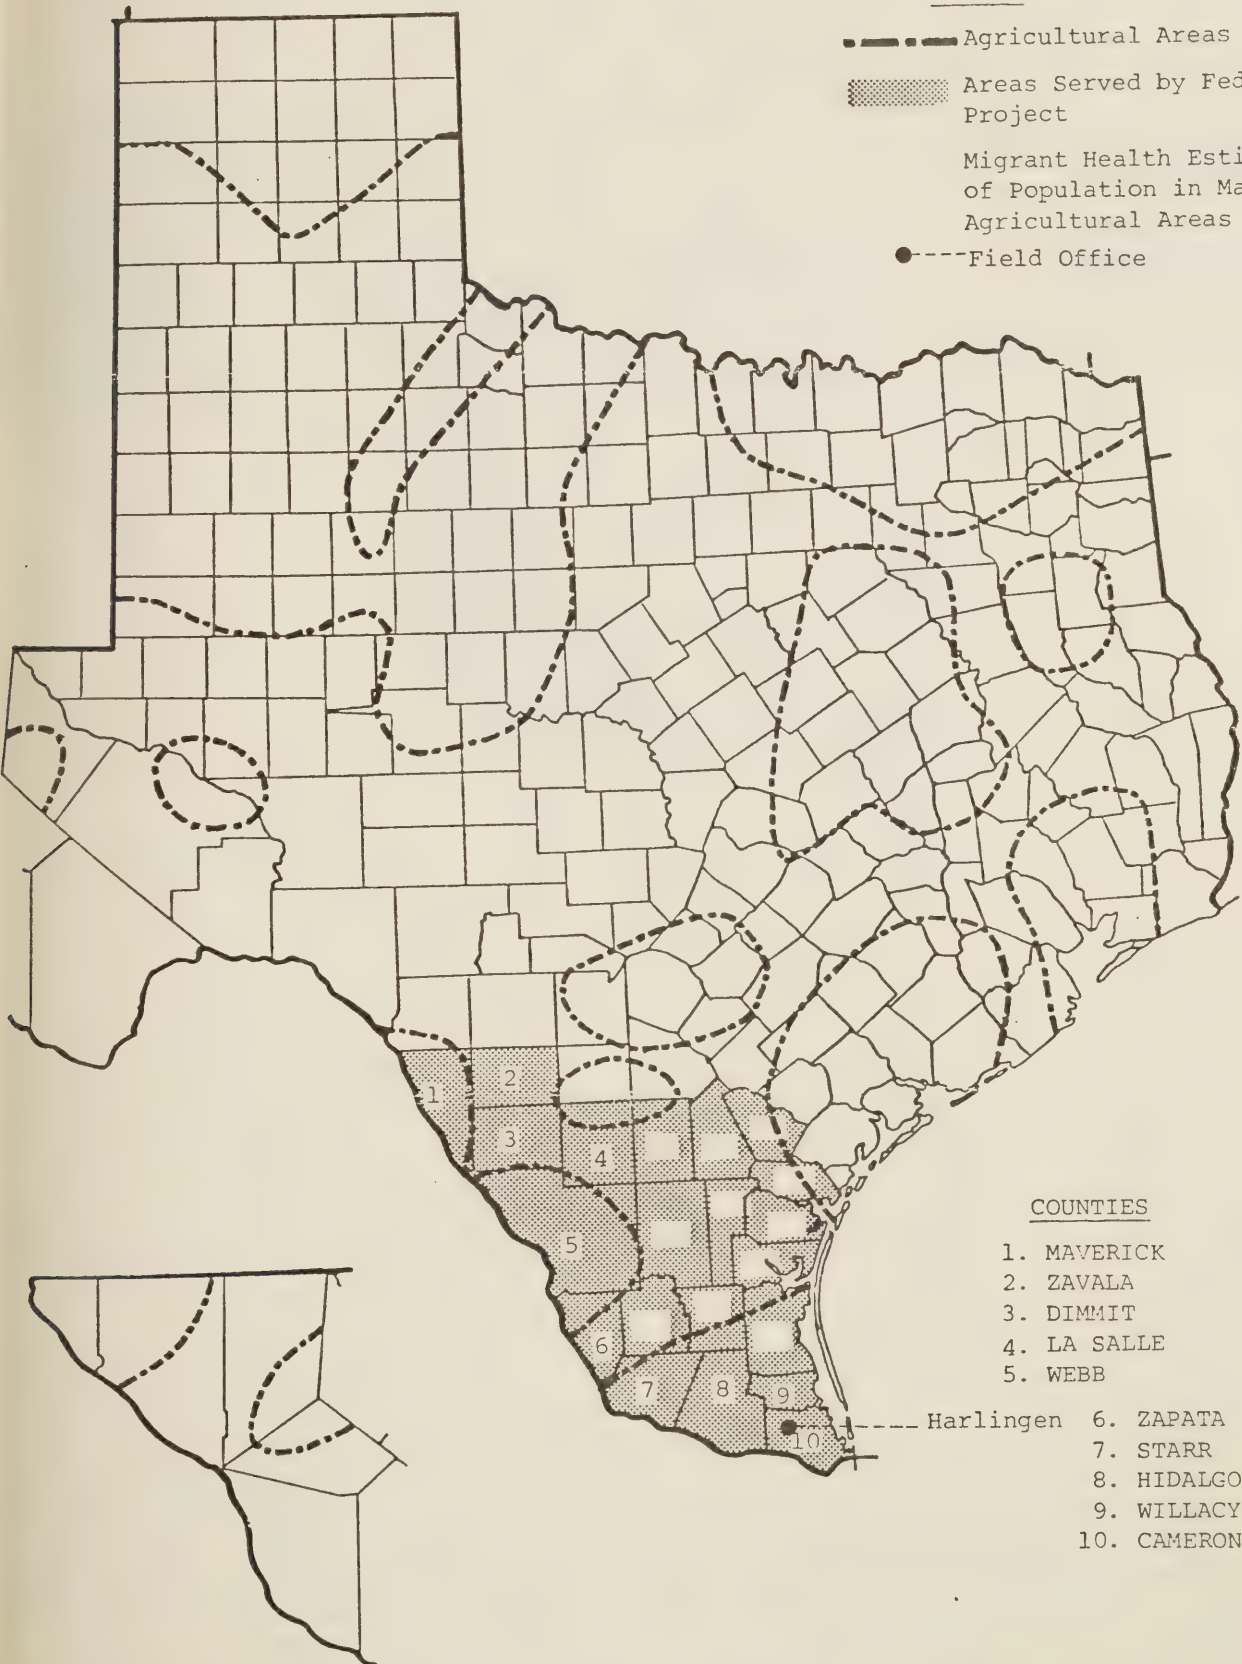 Agricultural Areas
Areas Served by Fed
Project
Migrant Health Esti
of Population in Ma
Agricultural Areas
Field Office
1
2
3
4
5
6
7
8
9
10
COUNTIES
1. MAVERICK
2. ZAVALA
3. DIMMIT
4. LA SALLE
5. WEBB
Harlingen
6. ZAPATA
7. STARR
8. HIDALGO
9. WILLACY
10. CAMERON